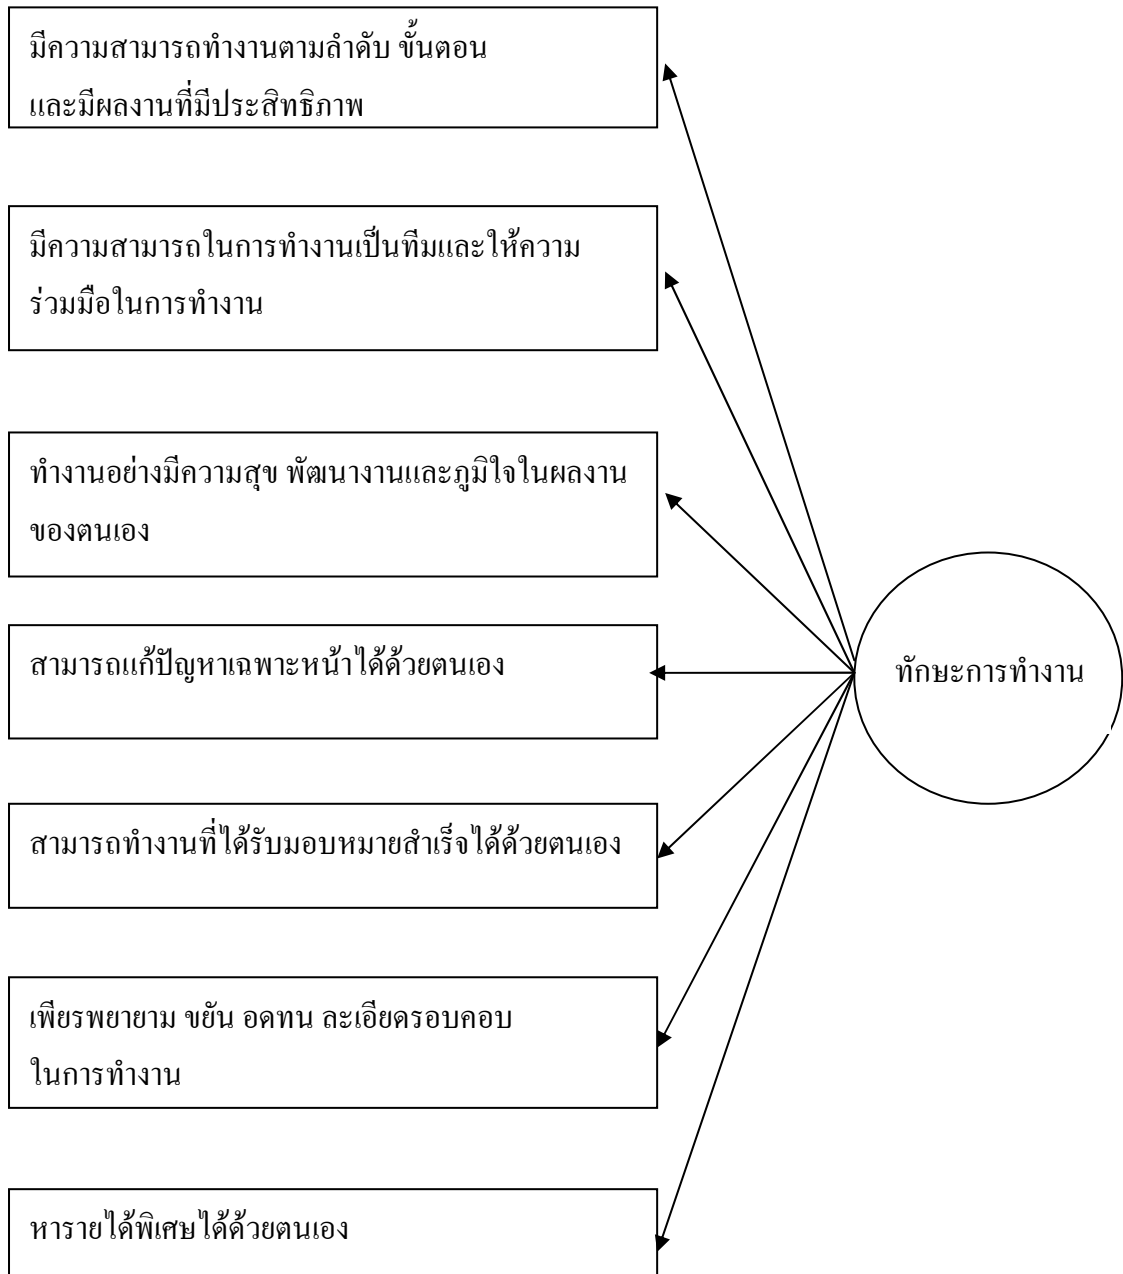 มีความสามารถทำงานตามลำดับ ขั้นตอน
และมีผลงานที่มีประสิทธิภาพ
มีความสามารถในการทำงานเป็นทีมและให้ความ
ร่วมมือในการทำงาน
ทำงานอย่างมีความสุข พัฒนางานและภูมิใจในผลงาน
ของตนเอง
สามารถแก้ปัญหาเฉพาะหน้าได้ด้วยตนเอง
ทักษะการทำงาน
สามารถทำงานที่ได้รับมอบหมายสำเร็จได้ด้วยตนเอง
เพียรพยายาม ขยัน อดทน ละเอียดรอบคอบ
ในการทำงาน
หารายได้พิเศษได้ด้วยตนเอง